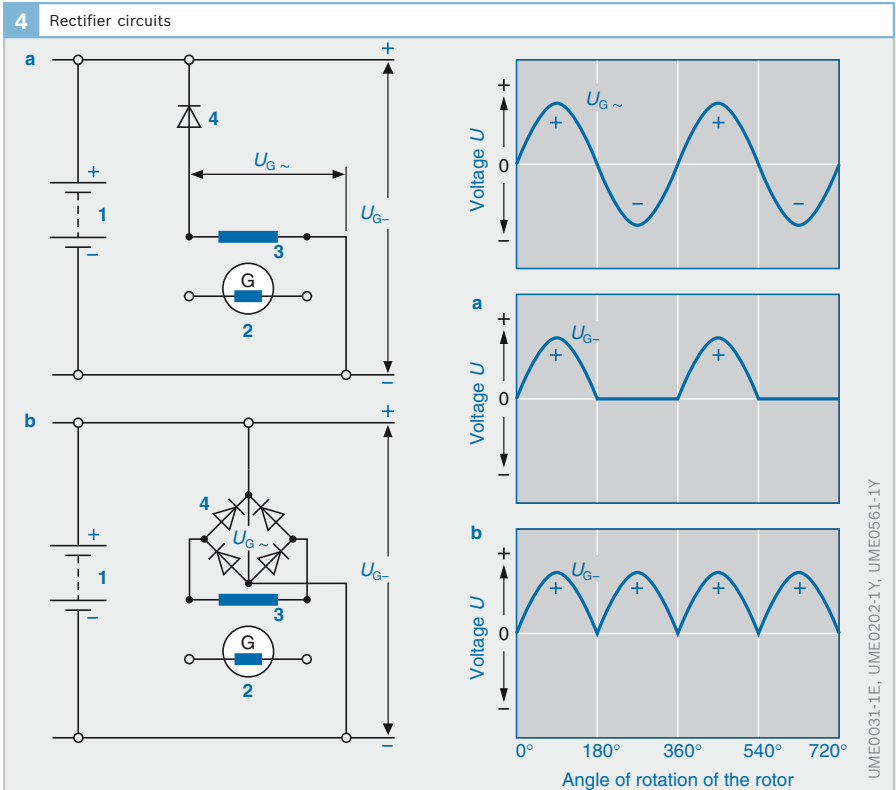 4 Rectifier circuits
a
+
4
U G ~
+
1
U G–
–
3
G
2
–
b
+
4
U G ~
+
1
U G–
–
3
G
2
–
+
U G ~
+ +
Voltage U
0
– –
–
a
+
U G–
+ +
Voltage U
0
–
b
+
U G–
+ + + +
Voltage U
0
–
0° 180° 360° 540° 720°
Angle of rotation of the rotor
UME0031-1E, UME0202-1Y, UME0561-1Y